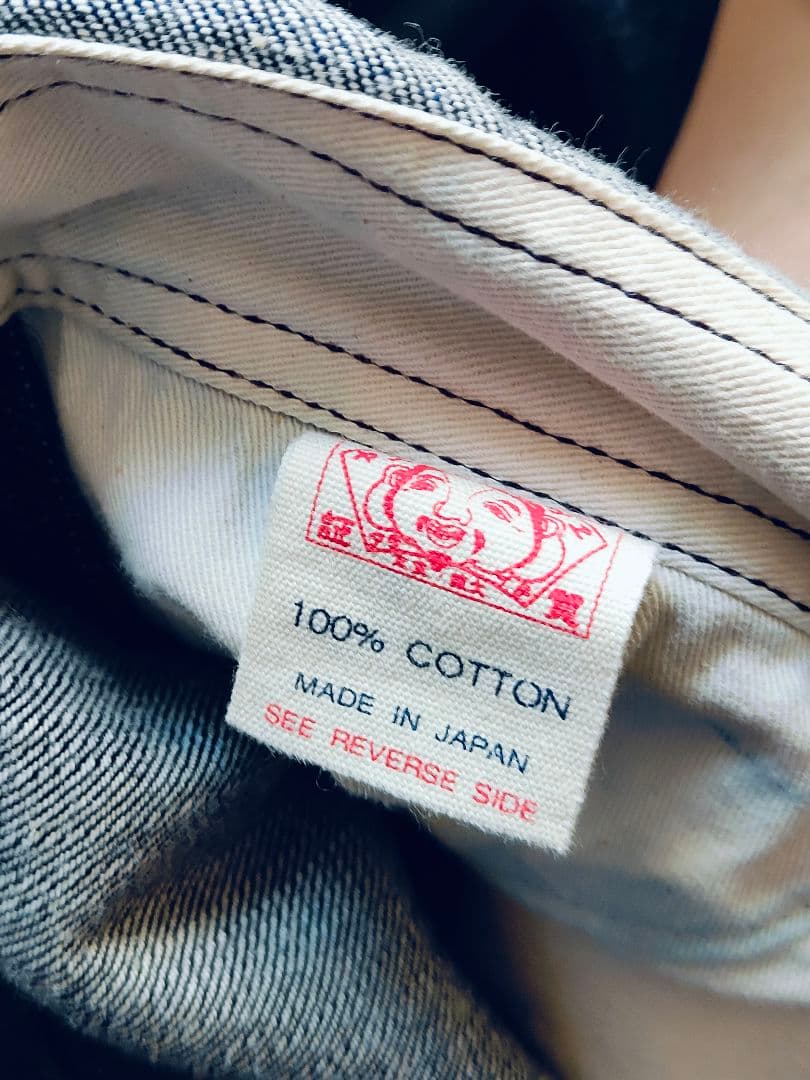 100% COTTON
MADE IN JAPAN
SEE REVERSE SIDE